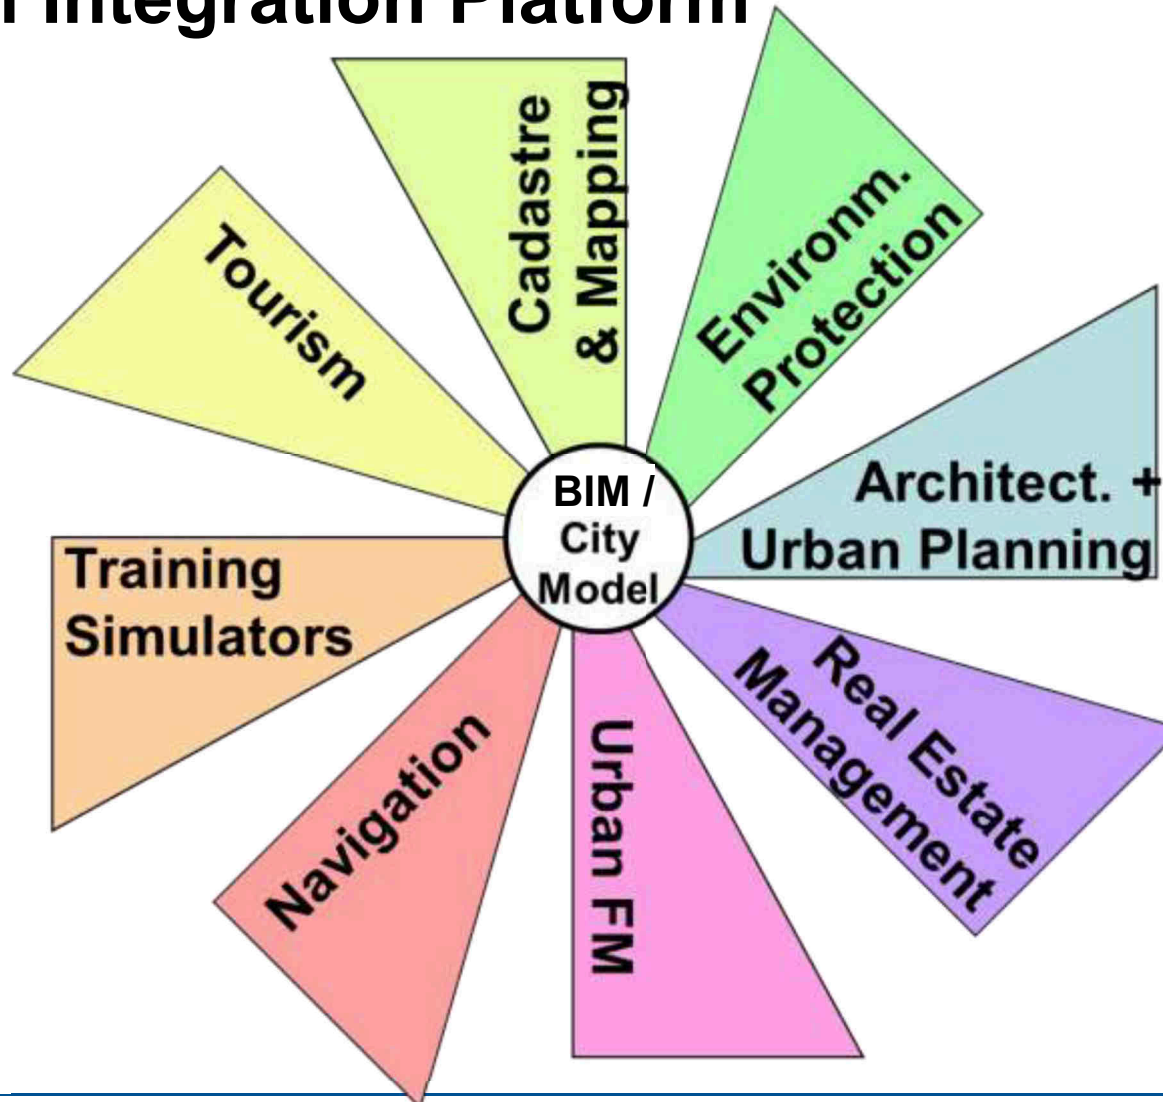 Integration Platform
Cadastre
& Mapping
Environm.
Protection
Architect. +
Urban Planning
Real Estate
Management
Urban FM
Navigation
Training
Simulators
Tourism
BIM /
City
Model